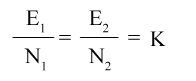 E₁/N₁ = E₂/N₂ = K